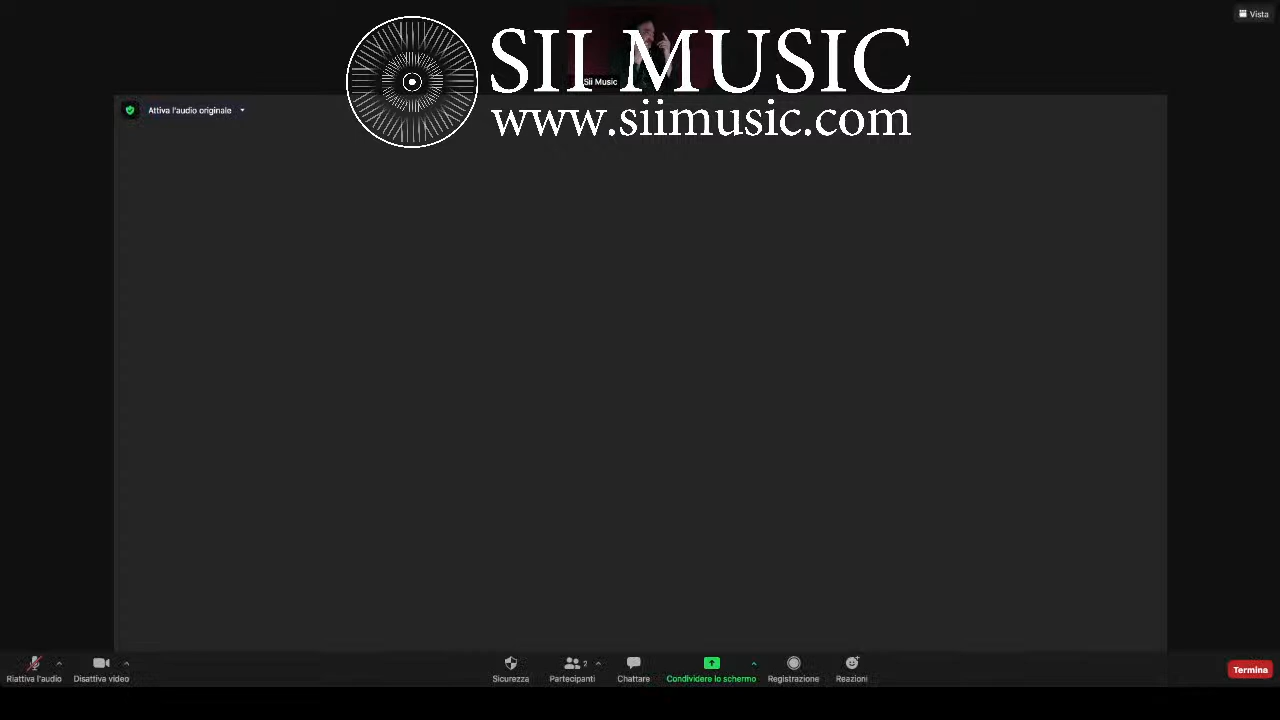 SII MUSIC
Vista
Sii Music
Attiva l'audio originale
www.siimusic.com
2
Riattiva l'audio
Disattiva video
Sicurezza
Partecipanti
Chattare
Condividere lo schermo
Registrazione
Reazioni
Termina